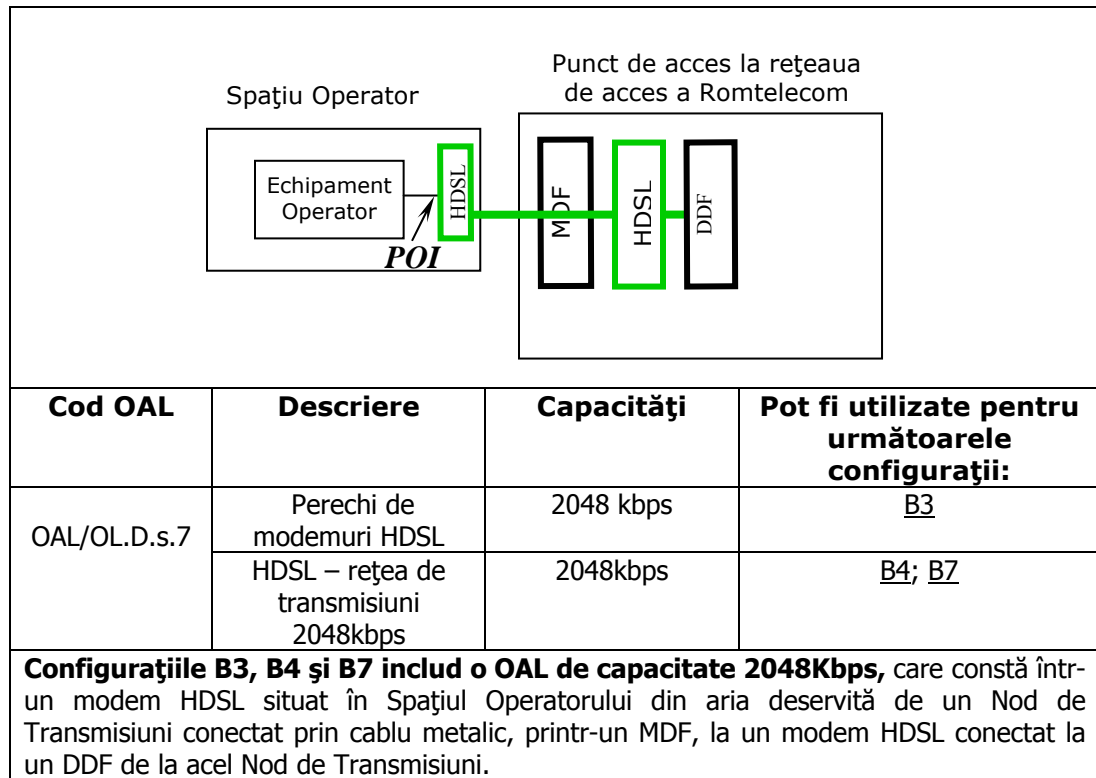 Punct de acces la reţeaua
de acces a Romtelecom
Spaţiu Operator
Echipament
Operator
HDSL
POI
MDF
HDSL
DDF
Cod OAL
Descriere
Capacităţi
Pot fi utilizate pentru
următoarele
configuraţii:
OAL/OL.D.s.7
Perechi de
modemuri HDSL
2048 kbps
B3
HDSL – reţea de
transmisiuni
2048kbps
2048kbps
B4; B7
Configuraţiile B3, B4 şi B7 includ o OAL de capacitate 2048Kbps, care constă într-
un modem HDSL situat în Spaţiul Operatorului din aria deservită de un Nod de
Transmisiuni conectat prin cablu metalic, printr-un MDF, la un modem HDSL conectat la
un DDF de la acel Nod de Transmisiuni.